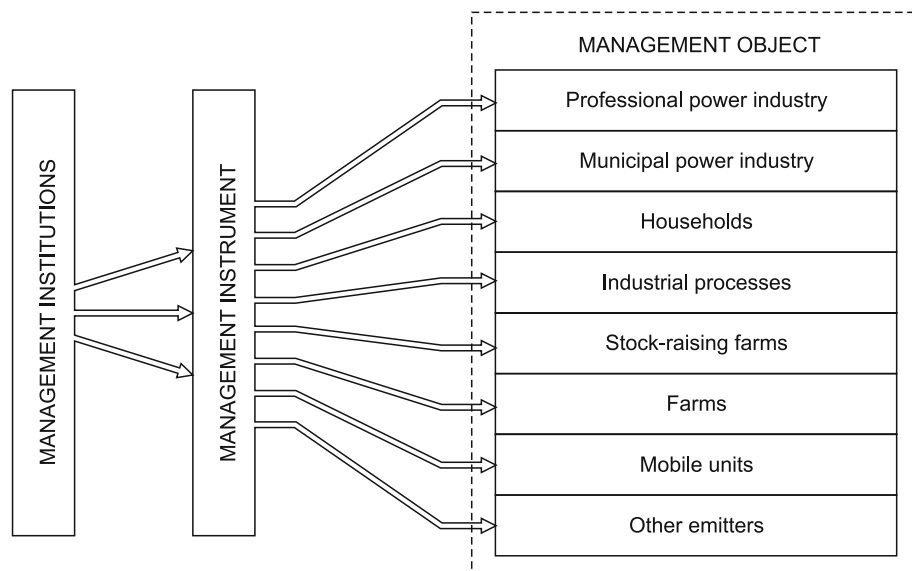 MANAGEMENT INSTITUTIONS
MANAGEMENT INSTRUMENT
MANAGEMENT OBJECT
Professional power industry
Municipal power industry
Households
Industrial processes
Stock-raising farms
Farms
Mobile units
Other emitters